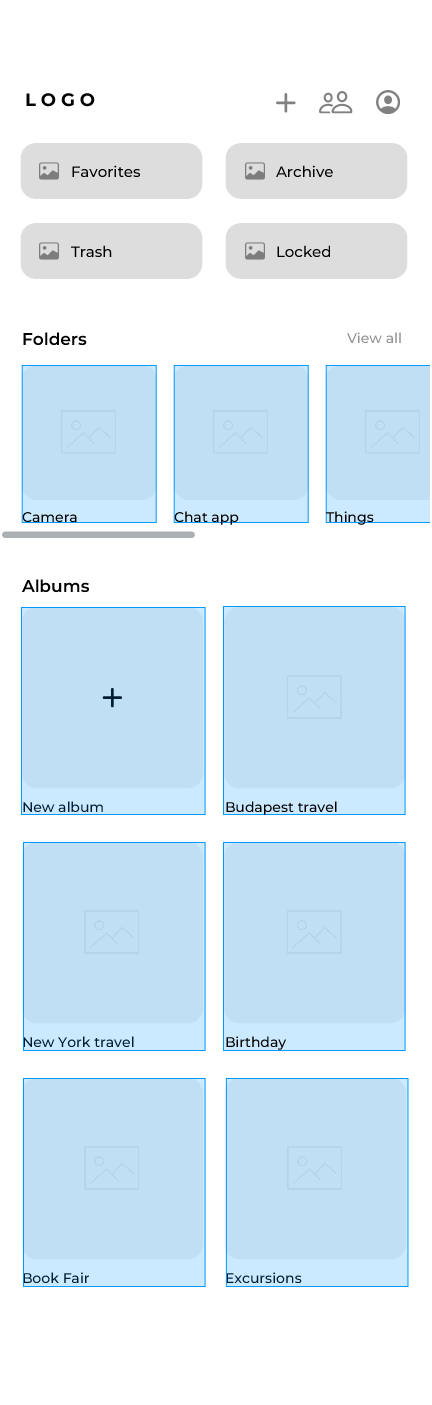 LOGO
Favorites
Archive
Trash
Locked
Folders
View all
Camera
Chat app
Things
Albums
New album
Budapest travel
New York travel
Birthday
Book Fair
Excursions